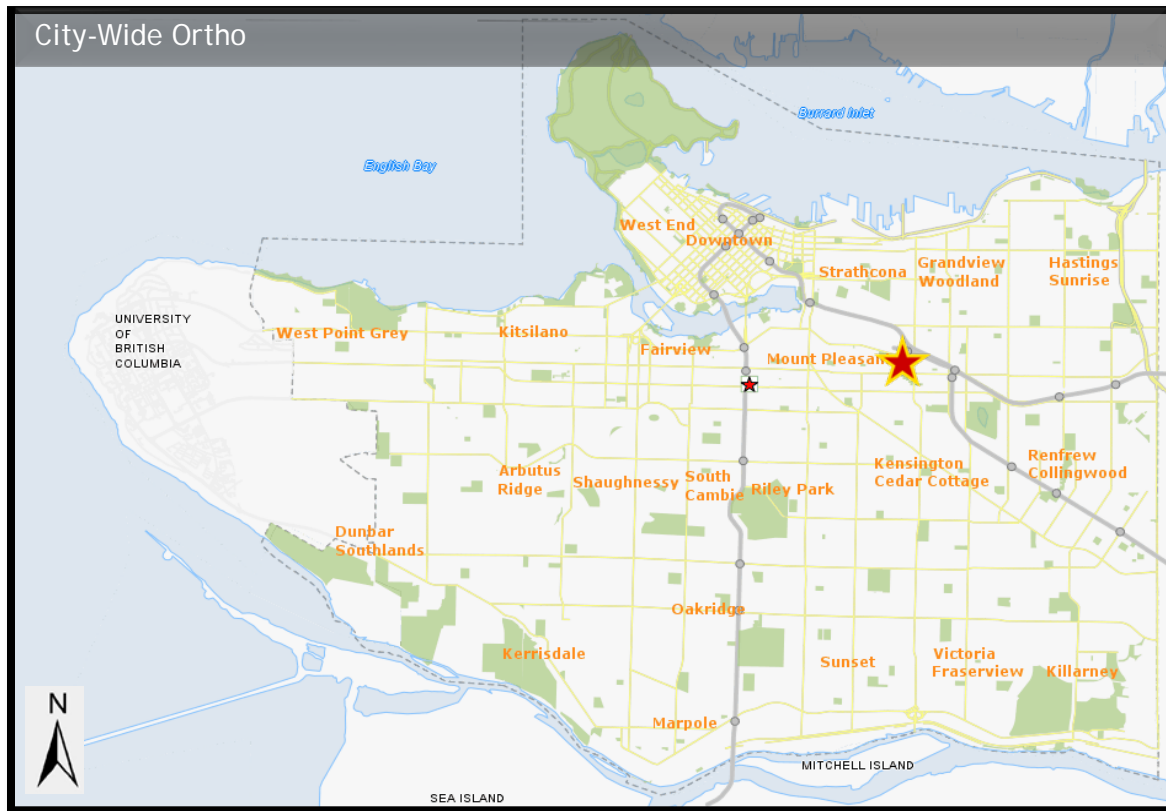 City-Wide Ortho
Burrard Inlet
English Bay
West End
Downtown
Strathcona
Grandview
Woodland
Hastings
Sunrise
UNIVERSITY
OF
BRITISH
COLUMBIA
West Point Grey
Kitsilano
Fairview
Mount Pleasan
Arbutus
Ridge
Shaughnessy
South
Cambie
Riley Park
Kensington
Cedar Cottage
Renfrew
Collingwood
Dunbar
Southlands
Oakridge
Kerrisdale
Sunset
Victoria
Fraserview
Killarney
Marpole
N
MITCHELL ISLAND
SEA ISLAND